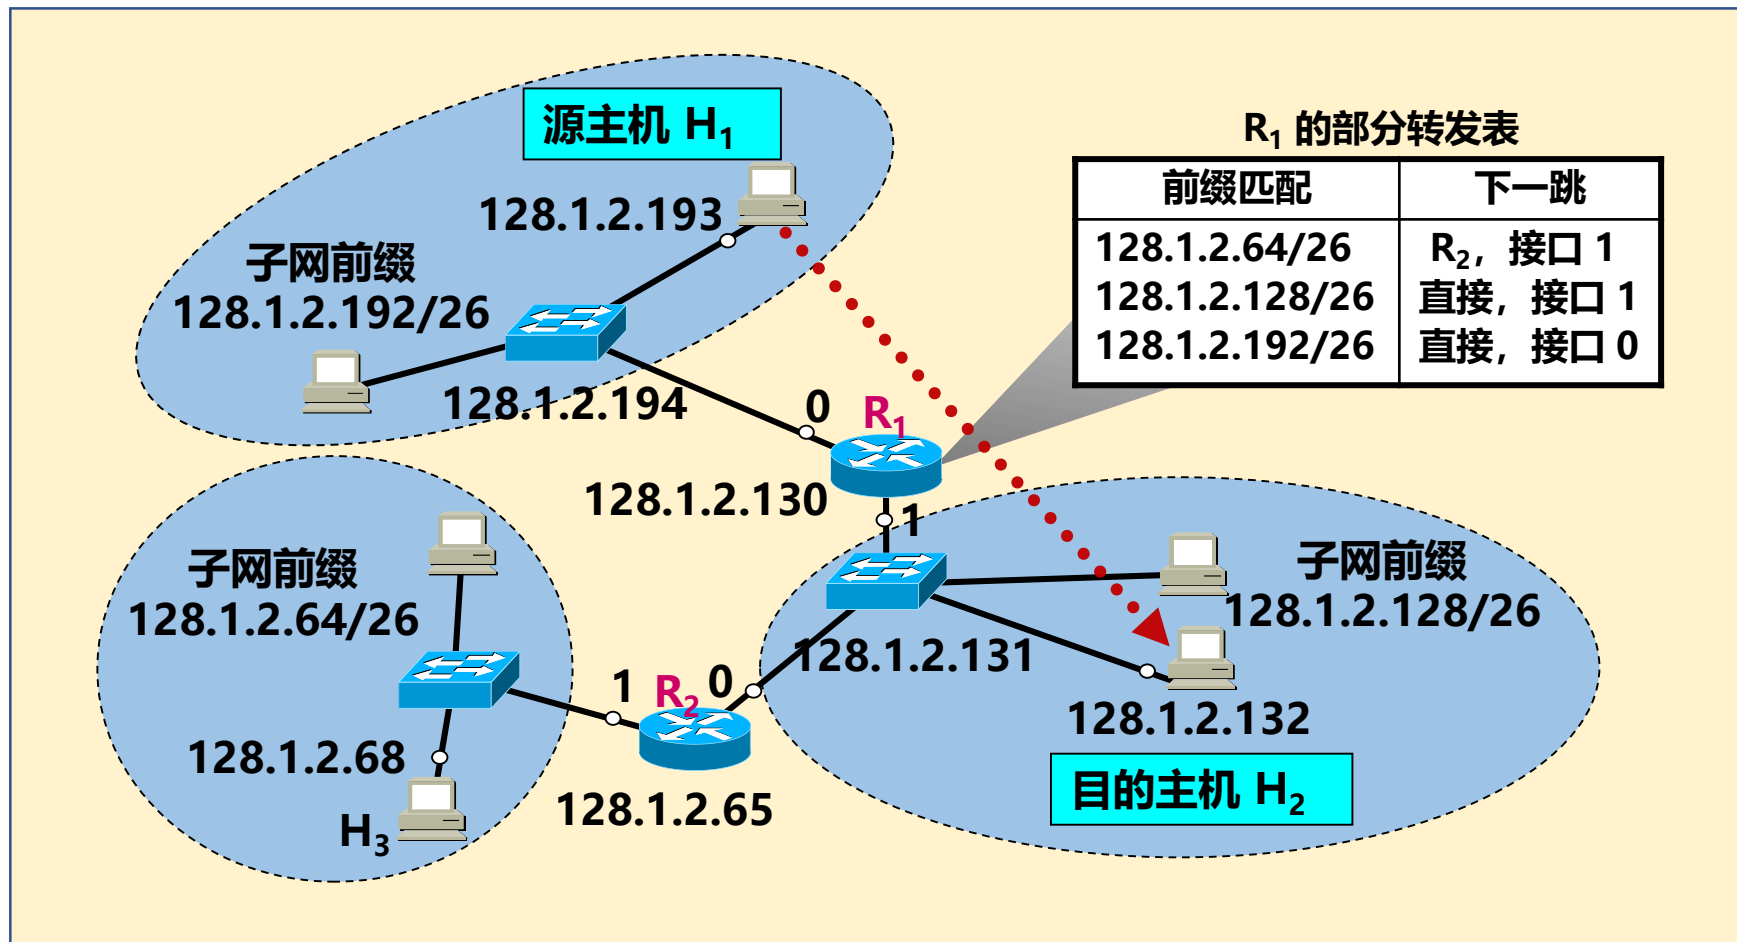 源主机 H₁
128.1.2.193
子网前缀
128.1.2.192/26
128.1.2.194
0
R₁
128.1.2.130
1
R₁ 的部分转发表
前缀匹配 下一跳
128.1.2.64/26 R₂，接口 1
128.1.2.128/26 直接，接口 1
128.1.2.192/26 直接，接口 0
子网前缀
128.1.2.64/26
128.1.2.68
H₃
1
R₂
0
128.1.2.65
128.1.2.131
子网前缀
128.1.2.128/26
128.1.2.132
目的主机 H₂